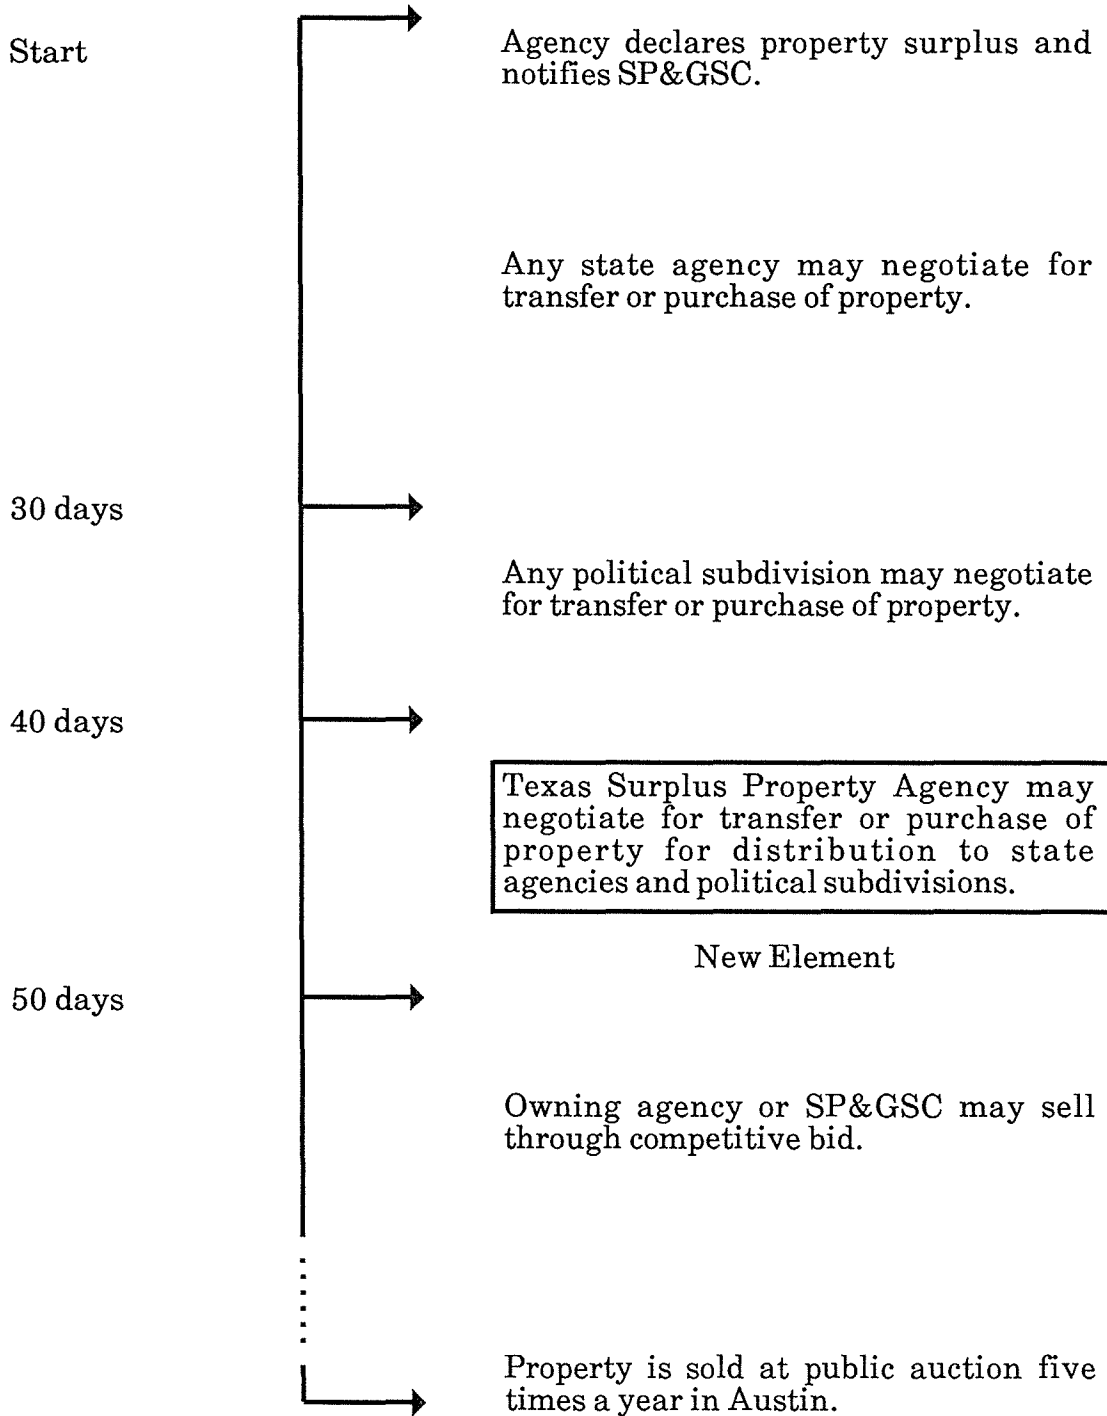 Start
Agency declares property surplus and
notifies SP&GSC.
Any state agency may negotiate for
transfer or purchase of property.
30 days
Any political subdivision may negotiate
for transfer or purchase of property.
40 days
Texas Surplus Property Agency may
negotiate for transfer or purchase of
property for distribution to state
agencies and political subdivisions.
New Element
50 days
Owning agency or SP&GSC may sell
through competitive bid.
Property is sold at public auction five
times a year in Austin.